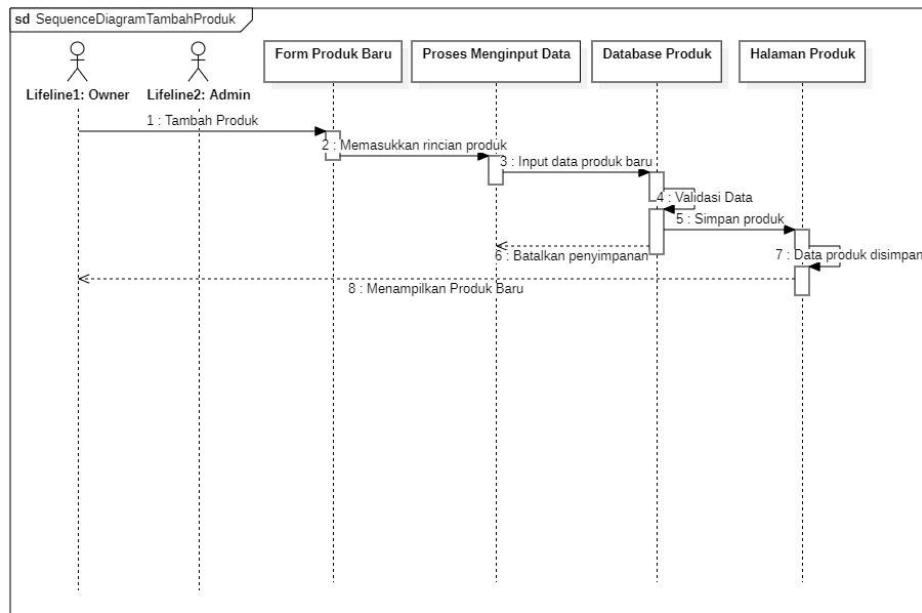 sd SequenceDiagramTambahProduk
Form Produk Baru
Proses Menginput Data
Database Produk
Halaman Produk
Lifeline1: Owner
Lifeline2: Admin
1 : Tambah Produk
2 : Memasukkan rincian produk
3 : Input data produk baru
4 : Validasi Data
5 : Simpan produk
6 : Batalkan penyimpanan
7 : Data produk disimpan
8 : Menampilkan Produk Baru